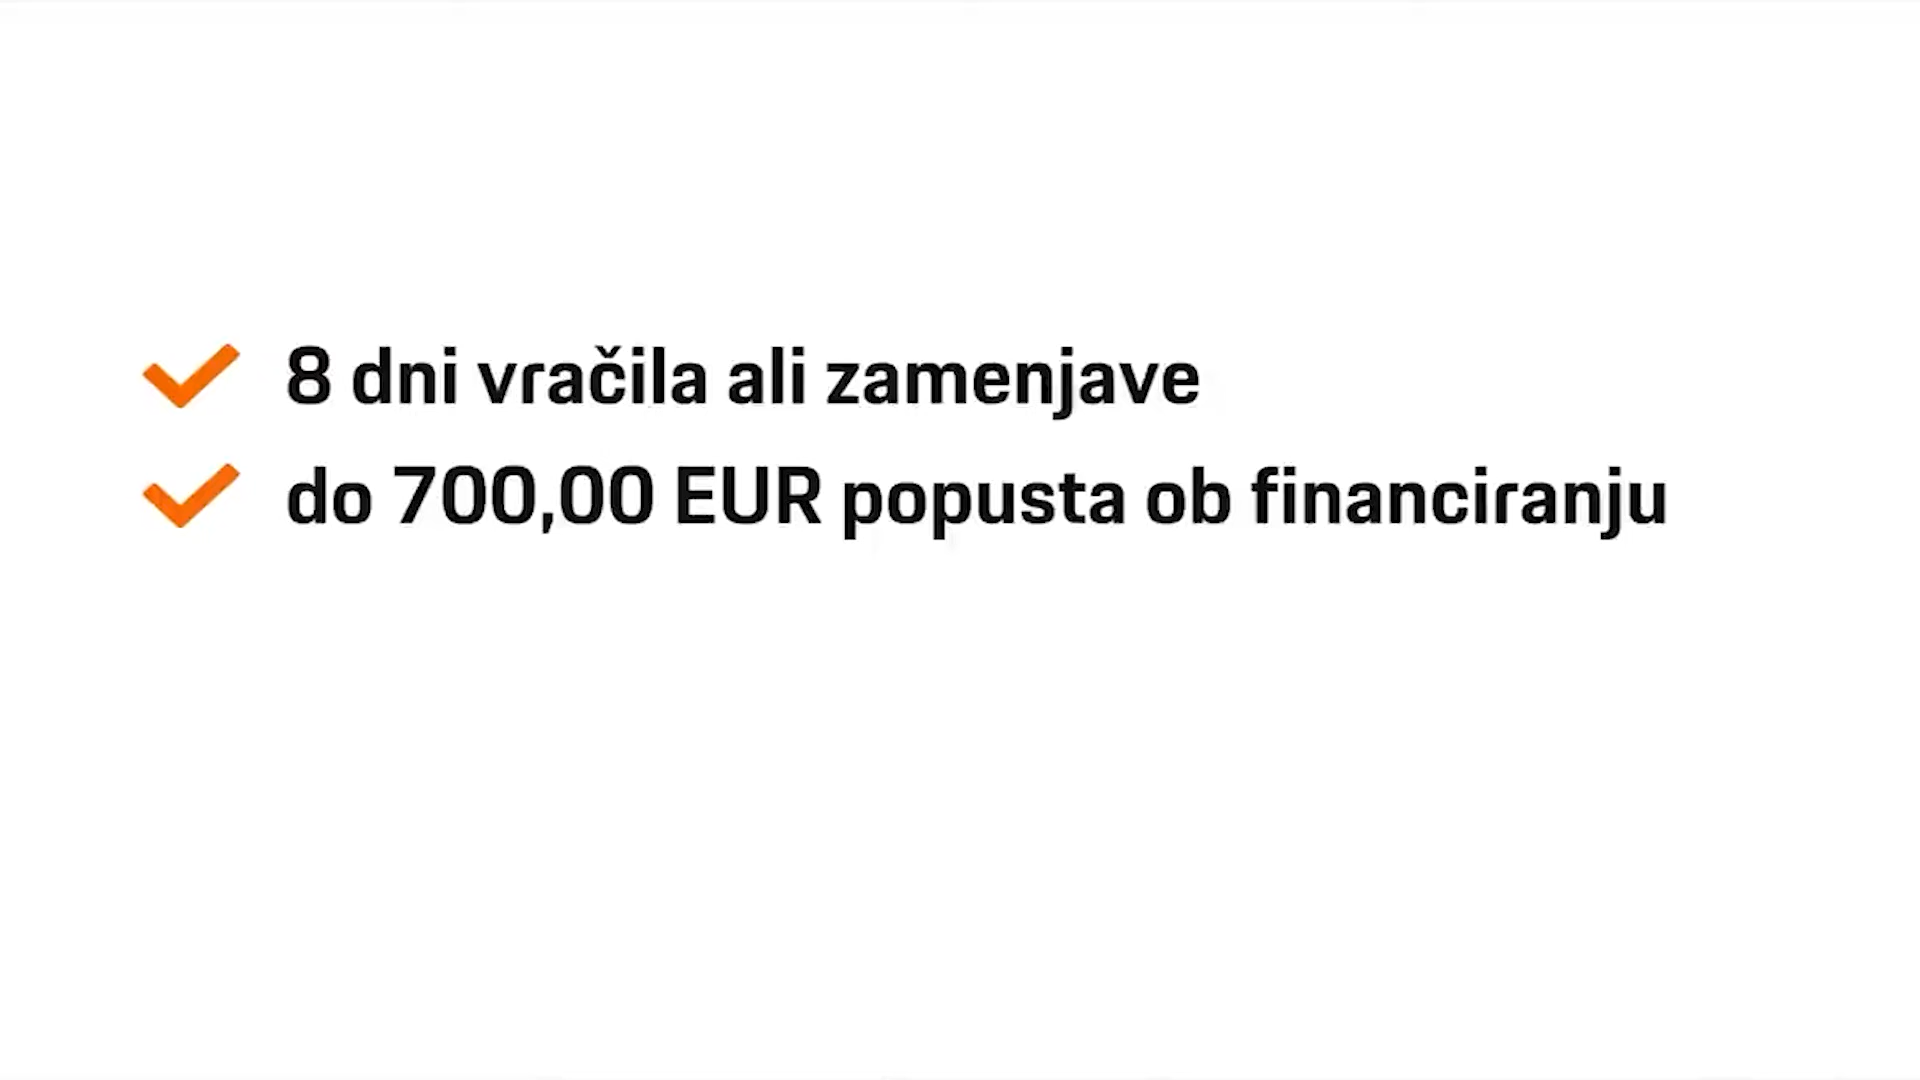 8 dni vračila ali zamenjave
do 700,00 EUR popusta ob financiranju